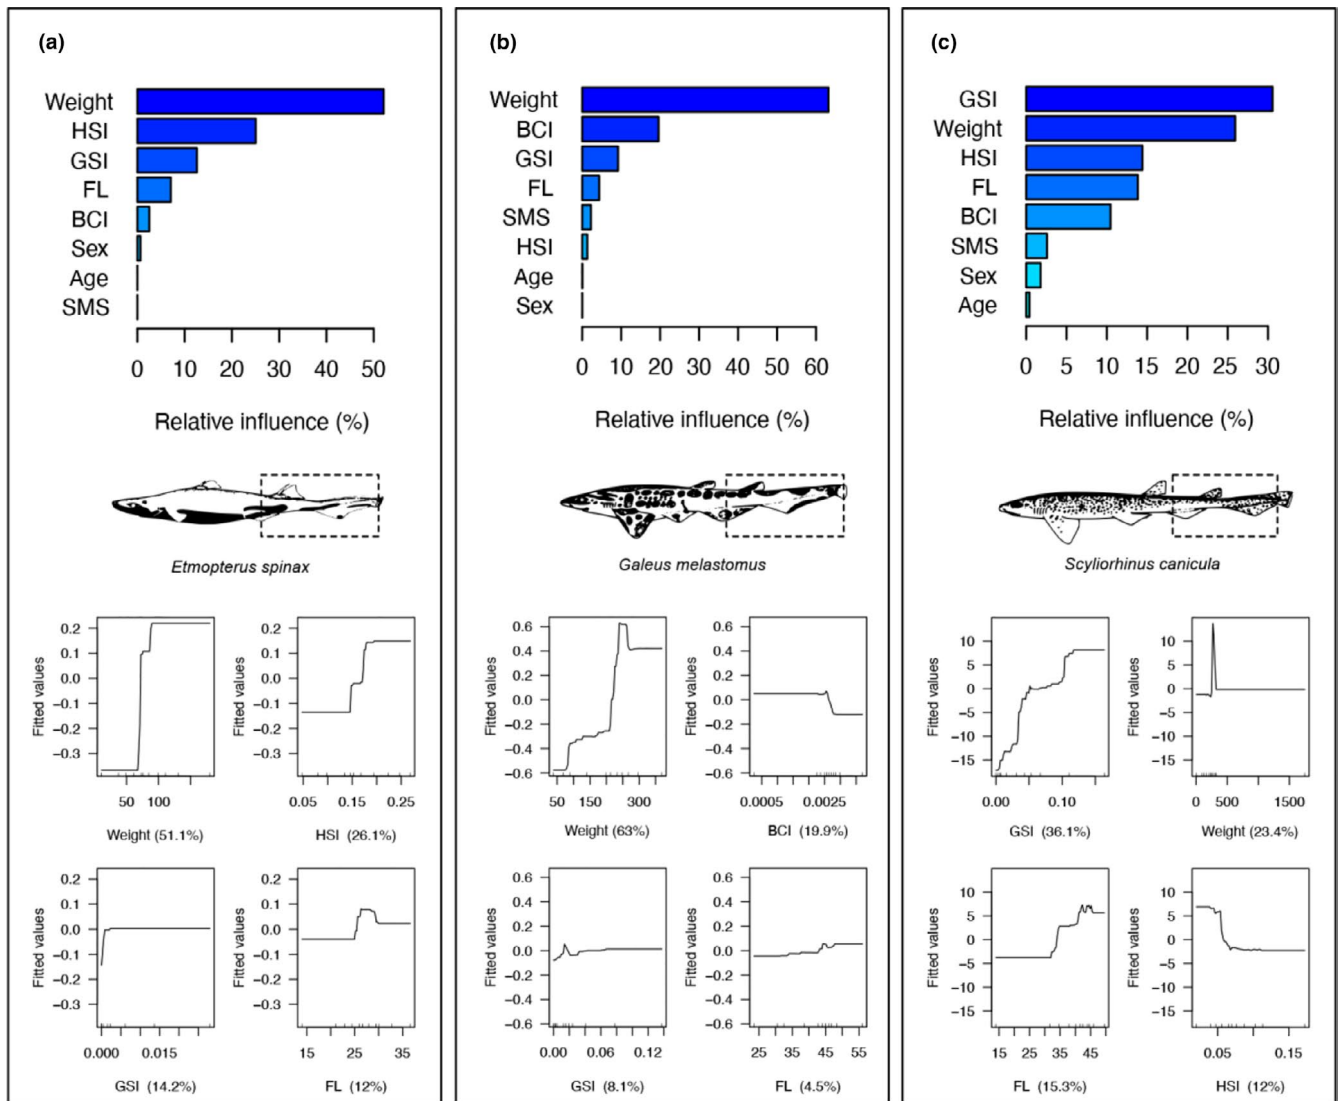 (a)
Weight
HSI
GSI
FL
BCI
Sex
Age
SMS
0 10 20 30 40 50
Relative influence (%)
Etmopterus spinax
Fitted values
0.2
0.1
0.0
−0.1
−0.2
−0.3
50 100
Weight (51.1%)
Fitted values
0.2
0.1
0.0
−0.1
−0.2
−0.3
0.05 0.15 0.25
HSI (26.1%)
Fitted values
0.2
0.1
0.0
−0.1
−0.2
−0.3
0.000 0.015
GSI (14.2%)
Fitted values
0.2
0.1
0.0
−0.1
−0.2
−0.3
15 25 35
FL (12%)
(b)
Weight
BCI
GSI
FL
SMS
HSI
Age
Sex
0 10 20 30 40 50 60
Relative influence (%)
Galeus melastomus
Fitted values
0.6
0.4
0.2
0.0
−0.2
−0.4
−0.6
50 150 300
Weight (63%)
Fitted values
0.6
0.4
0.2
0.0
−0.2
−0.4
−0.6
0.0005 0.0025
BCI (19.9%)
Fitted values
0.6
0.4
0.2
0.0
−0.2
−0.4
−0.6
0.00 0.06 0.12
GSI (8.1%)
Fitted values
0.6
0.4
0.2
0.0
−0.2
−0.4
−0.6
25 35 45 55
FL (4.5%)
(c)
GSI
Weight
HSI
FL
BCI
SMS
Sex
Age
0 5 10 15 20 25 30
Relative influence (%)
Scyliorhinus canicula
Fitted values
10
5
0
−5
−10
−15
0.00 0.10
GSI (36.1%)
Fitted values
10
5
0
−5
−10
−15
0 500 1500
Weight (23.4%)
Fitted values
10
5
0
−5
−10
−15
15 25 35 45
FL (15.3%)
Fitted values
10
5
0
−5
−10
−15
0.05 0.15
HSI (12%)